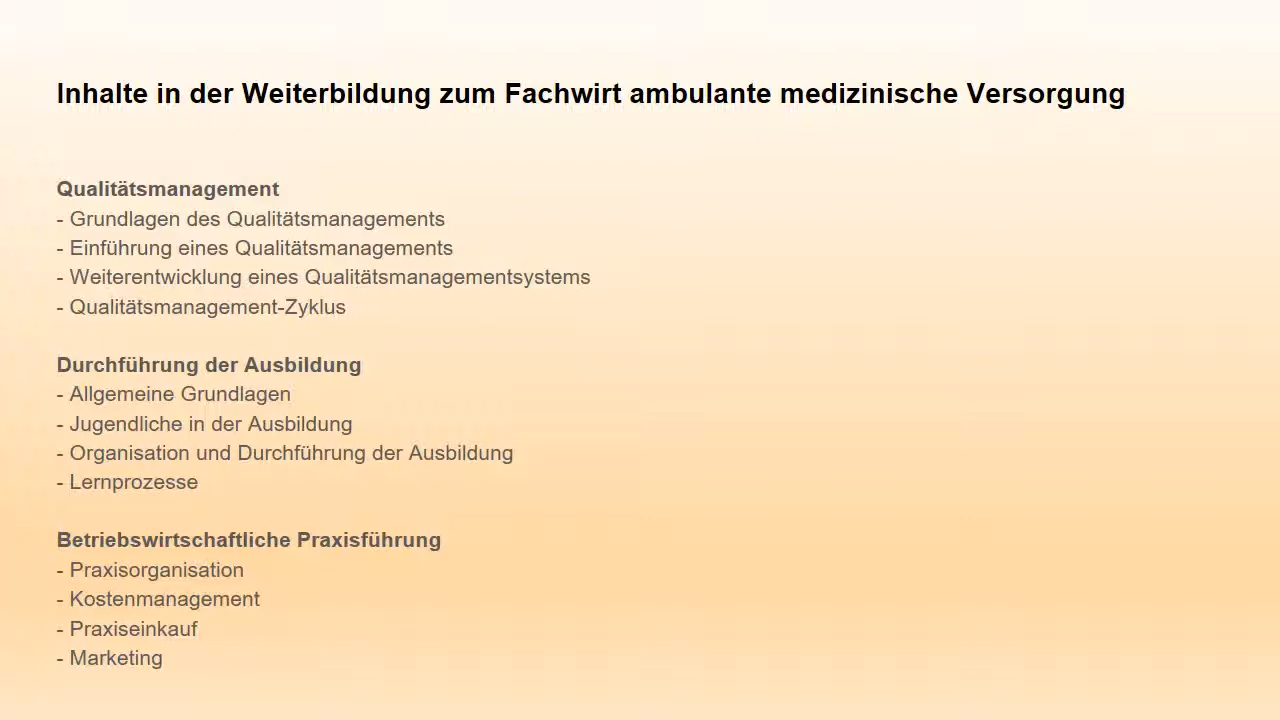 Inhalte in der Weiterbildung zum Fachwirt ambulante medizinische Versorgung
Qualitätsmanagement
- Grundlagen des Qualitätsmanagements
- Einführung eines Qualitätsmanagements
- Weiterentwicklung eines Qualitätsmanagementsystems
- Qualitätsmanagement-Zyklus
Durchführung der Ausbildung
- Allgemeine Grundlagen
- Jugendliche in der Ausbildung
- Organisation und Durchführung der Ausbildung
- Lernprozesse
Betriebswirtschaftliche Praxisführung
- Praxisorganisation
- Kostenmanagement
- Praxiseinkauf
- Marketing